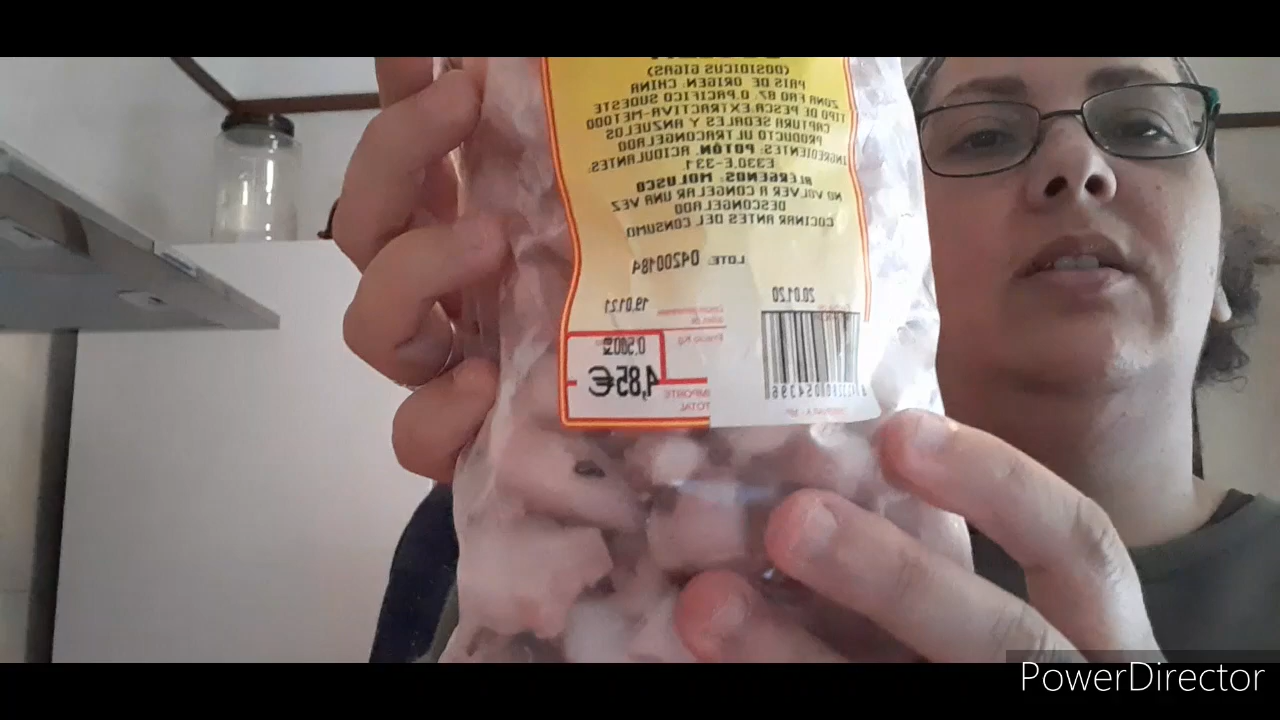 (DOSIDICUS GIGAS)
PAIS DE ORIGEN: CHINA
ZONA FAO 87. O.PACIFICO SUDESTE
TIPO DE PESCA:EXTRACTIVA-METODO
CAPTURA SEDALES Y ANZUELOS
PRODUCTO ULTRACONGELADO
INGREDIENTES: POTÓN. ACIDULANTES:
E330,E-331.
ALERGENOS: MOLUSCO
NO VOLVER A CONGELAR UNA VEZ
DESCONGELADO
COCINAR ANTES DEL CONSUMO
LOTE: 04200184
20.01.20
19.01.21
Precio Kg
0.500
IMPORTE
TOTAL
4,85€
PowerDirector